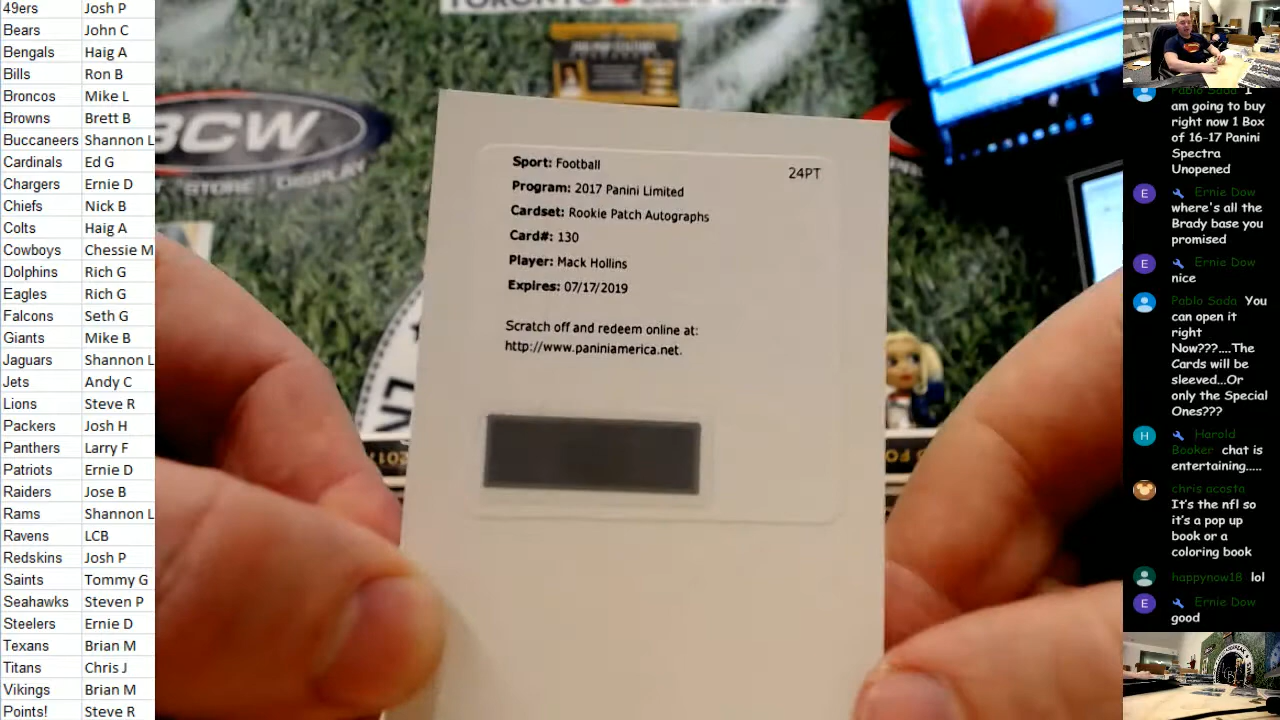 49ers Josh P
Bears John C
Bengals Haig A
Bills Ron B
Broncos Mike L
Browns Brett B
Buccaneers Shannon L
Cardinals Ed G
Chargers Ernie D
Chiefs Nick B
Colts Haig A
Cowboys Chessie M
Dolphins Rich G
Eagles Rich G
Falcons Seth G
Giants Mike B
Jaguars Shannon L
Jets Andy C
Lions Steve R
Packers Josh H
Panthers Larry F
Patriots Ernie D
Raiders Jose B
Rams Shannon L
Ravens LCB
Redskins Josh P
Saints Tommy G
Seahawks Steven P
Steelers Ernie D
Texans Brian M
Titans Chris J
Vikings Brian M
Points! Steve R
TORONTO
BCW
STORE DISPLAY
Sport: Football
24PT
Program: 2017 Panini Limited
Cardset: Rookie Patch Autographs
Card#: 130
Player: Mack Hollins
Expires: 07/17/2019
Scratch off and redeem online at:
http://www.paniniamerica.net.
Pablo Soda I
am going to buy
right now 1 Box
of 16-17 Panini
Spectra
Unopened
E Ernie Dow
where's all the
Brady base you
promised
E Ernie Dow
nice
Pablo Soda You
can open it
right
Now???....The
Cards will be
sleeved...Or
only the Special
Ones???
H Harold
Booker chat is
entertaining.....
chris acosta
It's the nfl so
it's a pop up
book or a
coloring book
happynow18 lol
E Ernie Dow
good